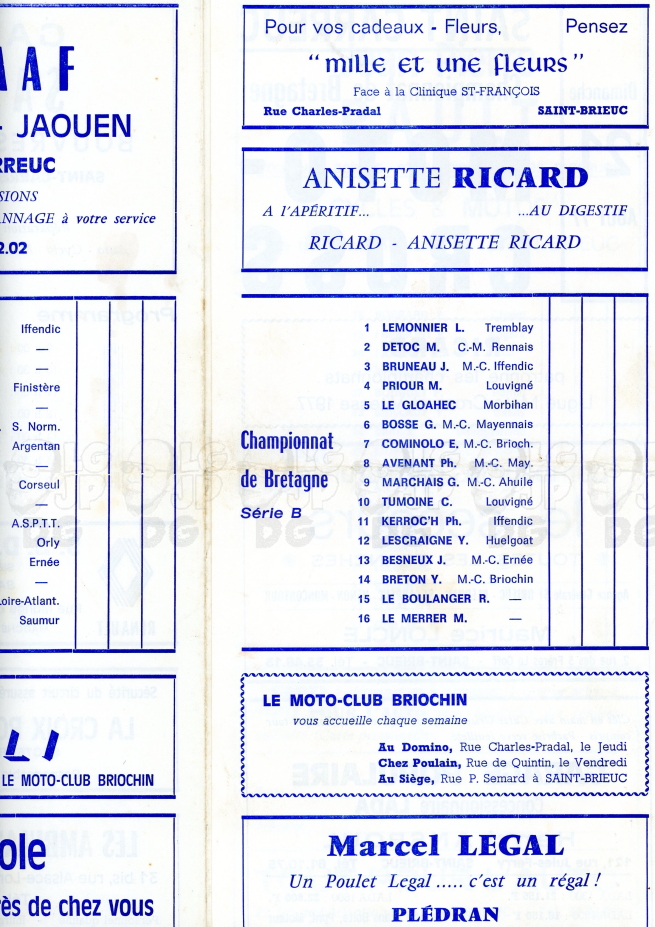 AAF
- JAOUEN
RREUC
SIONS
NNAGE à votre service
2.02
Iffendic
—
—
Finistère
—
S. Norm.
Argentan
—
Corseul
—
A.S.P.T.T.
Orly
Ernée
—
Loire-Atlant.
Saumur
LI
LE MOTO-CLUB BRIOCHIN
ole
rès de chez vous
Pour vos cadeaux - Fleurs, Pensez
“ mille et une fleurs ”
Face à la Clinique ST-FRANÇOIS
Rue Charles-Pradal SAINT-BRIEUC
ANISETTE RICARD
A l'APÉRITIF... ...AU DIGESTIF
RICARD - ANISETTE RICARD
Championnat
de Bretagne
Série B
1 LEMONNIER L. Tremblay
2 DETOC M. C.-M. Rennais
3 BRUNEAU J. M.-C. Iffendic
4 PRIOUR M. Louvigné
5 LE GLOAHEC Morbihan
6 BOSSE G. M.-C. Mayennais
7 COMINOLO E. M.-C. Brioch.
8 AVENANT Ph. M.-C. May.
9 MARCHAIS G. M.-C. Ahuile
10 TUMOINE C. Louvigné
11 KERROC'H Ph. Iffendic
12 LESCRAIGNE Y. Huelgoat
13 BESNEUX J. M.-C. Ernée
14 BRETON Y. M.-C. Briochin
15 LE BOULANGER R. —
16 LE MERRER M. —
LE MOTO-CLUB BRIOCHIN
vous accueille chaque semaine
Au Domino, Rue Charles-Pradal, le Jeudi
Chez Poulain, Rue de Quintin, le Vendredi
Au Siège, Rue P. Semard à SAINT-BRIEUC
Marcel LEGAL
Un Poulet Legal ..... c'est un régal !
PLÉDRAN